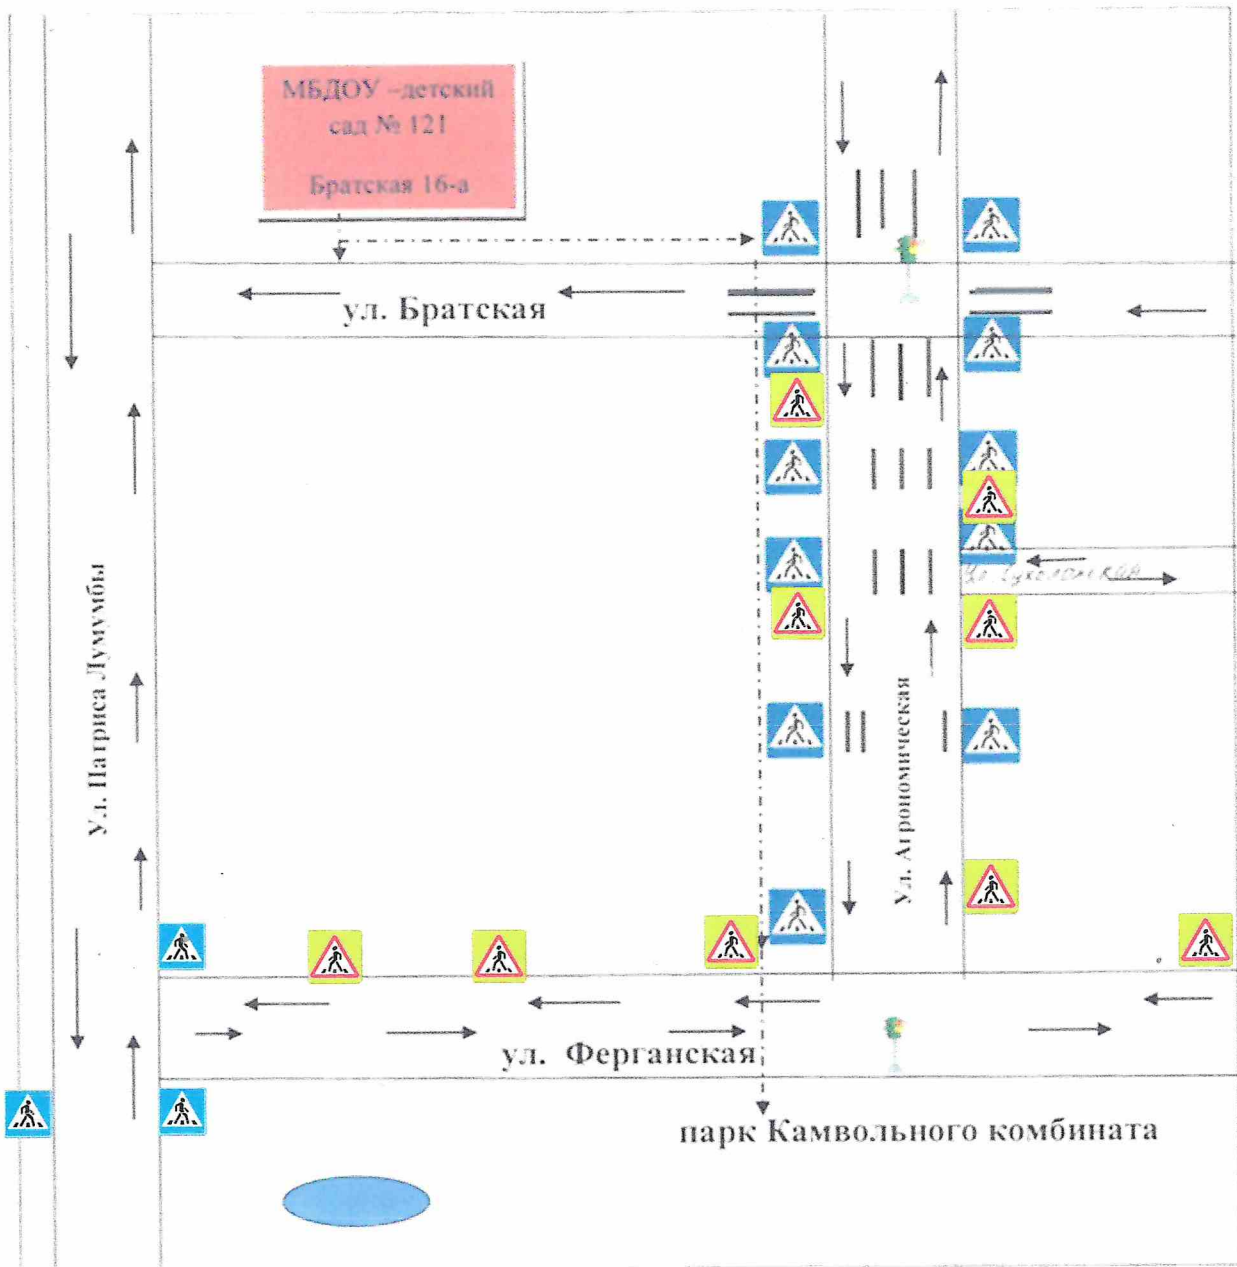 МБДОУ –детский
сад № 121
Братская 16-а
ул. Братская
Ул. Патриса Лумумбы
Ул. Агрономическая
ул. Ферганская
парк Камвольного комбината